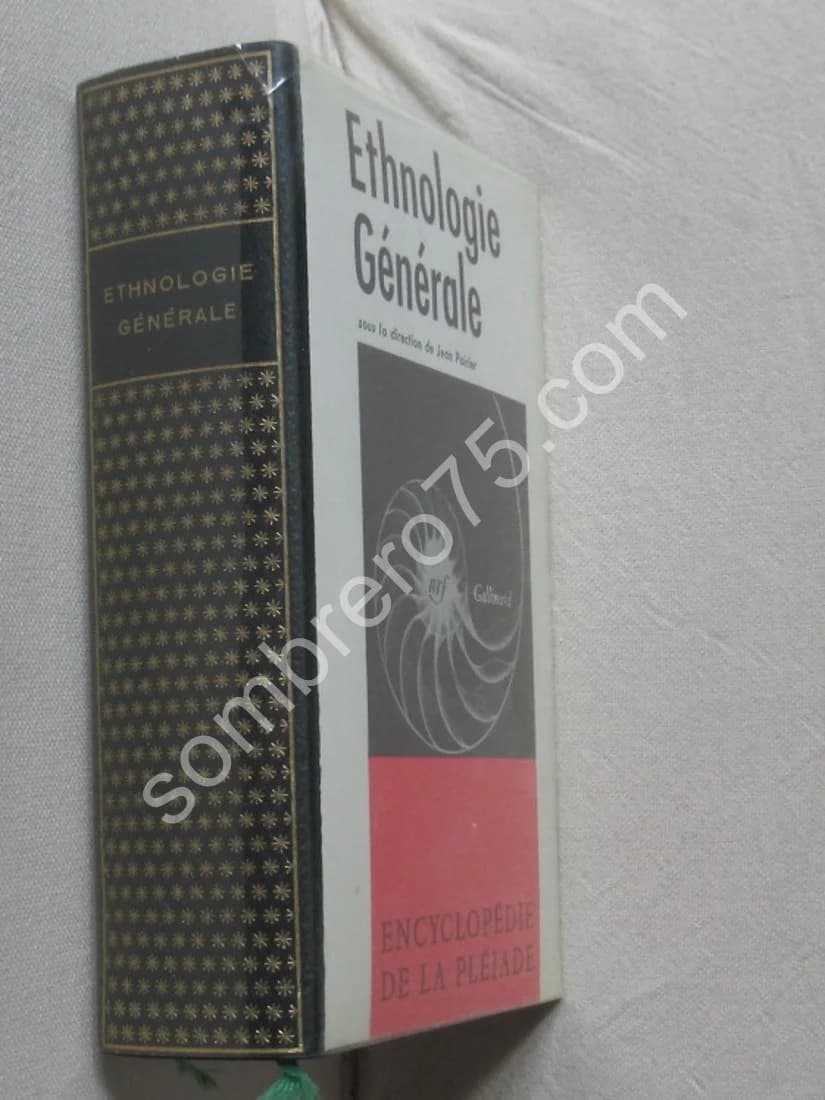 ETHNOLOGIE
GÉNÉRALE
Ethnologie
Générale
sous la direction de Jean Poirier
nrf
Gallimard
ENCYCLOPÉDIE
DE LA PLÉIADE
sombrero75.com